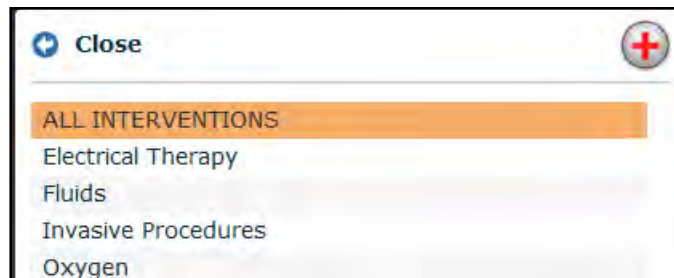 Close
ALL INTERVENTIONS
Electrical Therapy
Fluids
Invasive Procedures
Oxygen